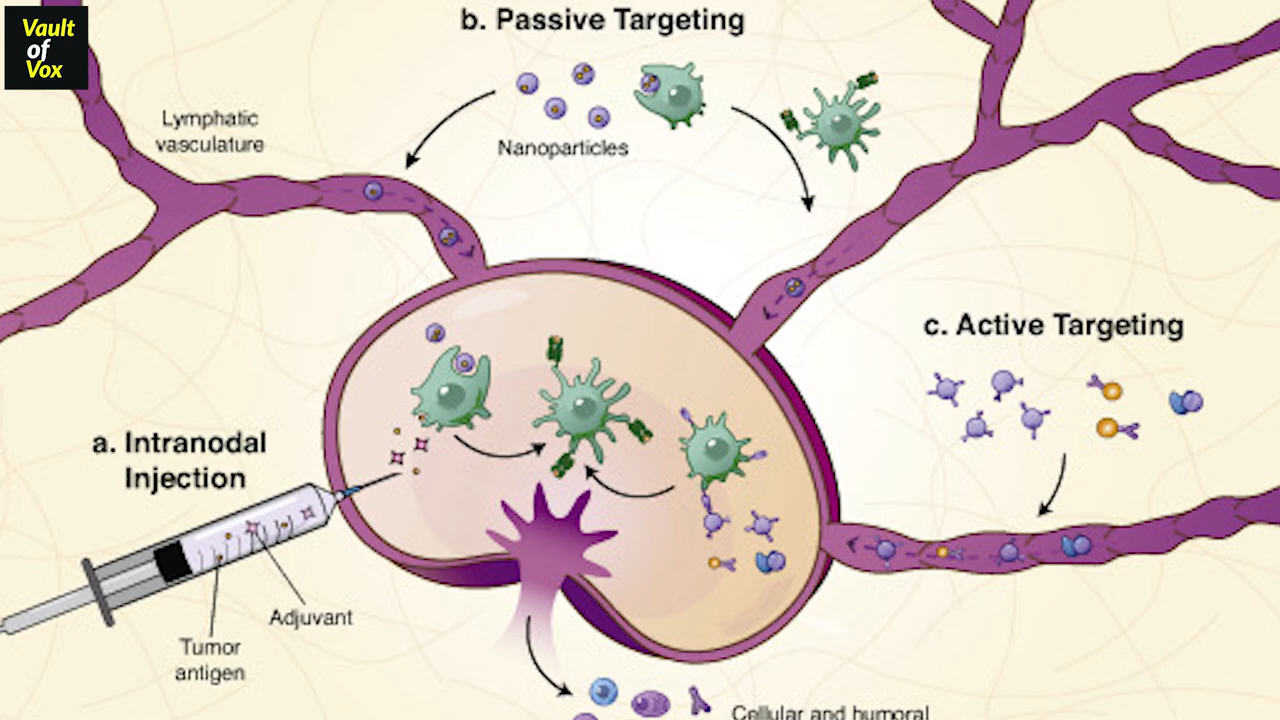 Vault
of
Vox
b. Passive Targeting
Lymphatic
vasculature
Nanoparticles
c. Active Targeting
a. Intranodal
Injection
Adjuvant
Tumor
antigen
Cellular and humoral